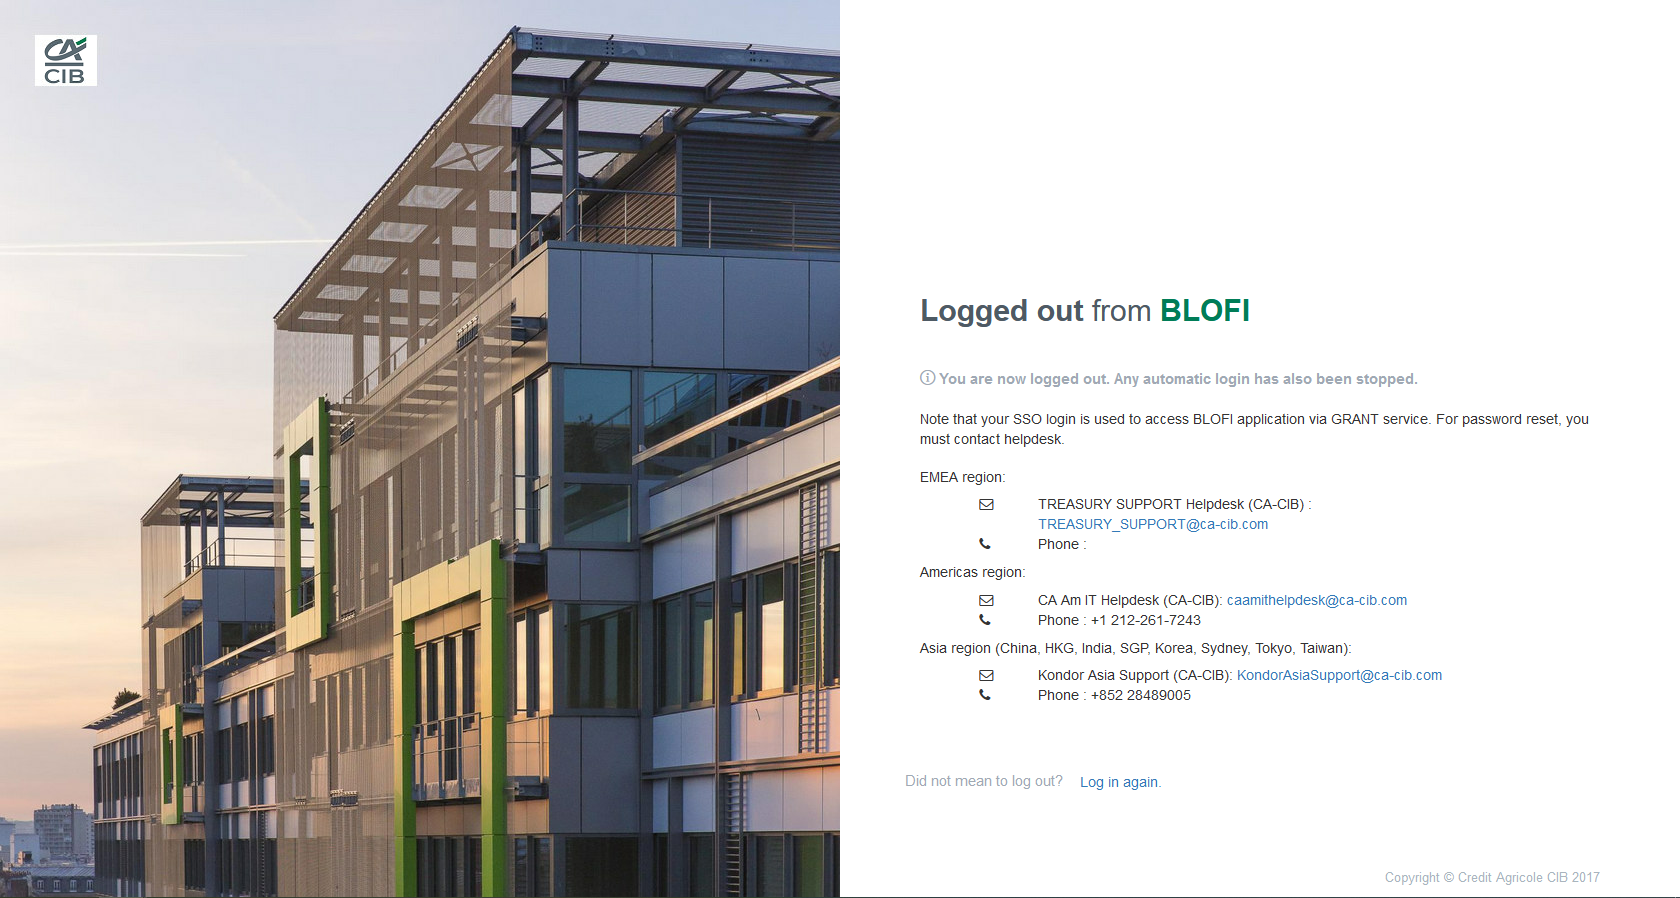 CA
CIB
Logged out from BLOFI
You are now logged out. Any automatic login has also been stopped.
Note that your SSO login is used to access BLOFI application via GRANT service. For password reset, you
must contact helpdesk.
EMEA region:
TREASURY SUPPORT Helpdesk (CA-CIB) :
TREASURY_SUPPORT@ca-cib.com
Phone :
Americas region:
CA Am IT Helpdesk (CA-CIB): caamithelpdesk@ca-cib.com
Phone : +1 212-261-7243
Asia region (China, HKG, India, SGP, Korea, Sydney, Tokyo, Taiwan):
Kondor Asia Support (CA-CIB): KondorAsiaSupport@ca-cib.com
Phone : +852 28489005
Did not mean to log out? Log in again.
Copyright © Credit Agricole CIB 2017